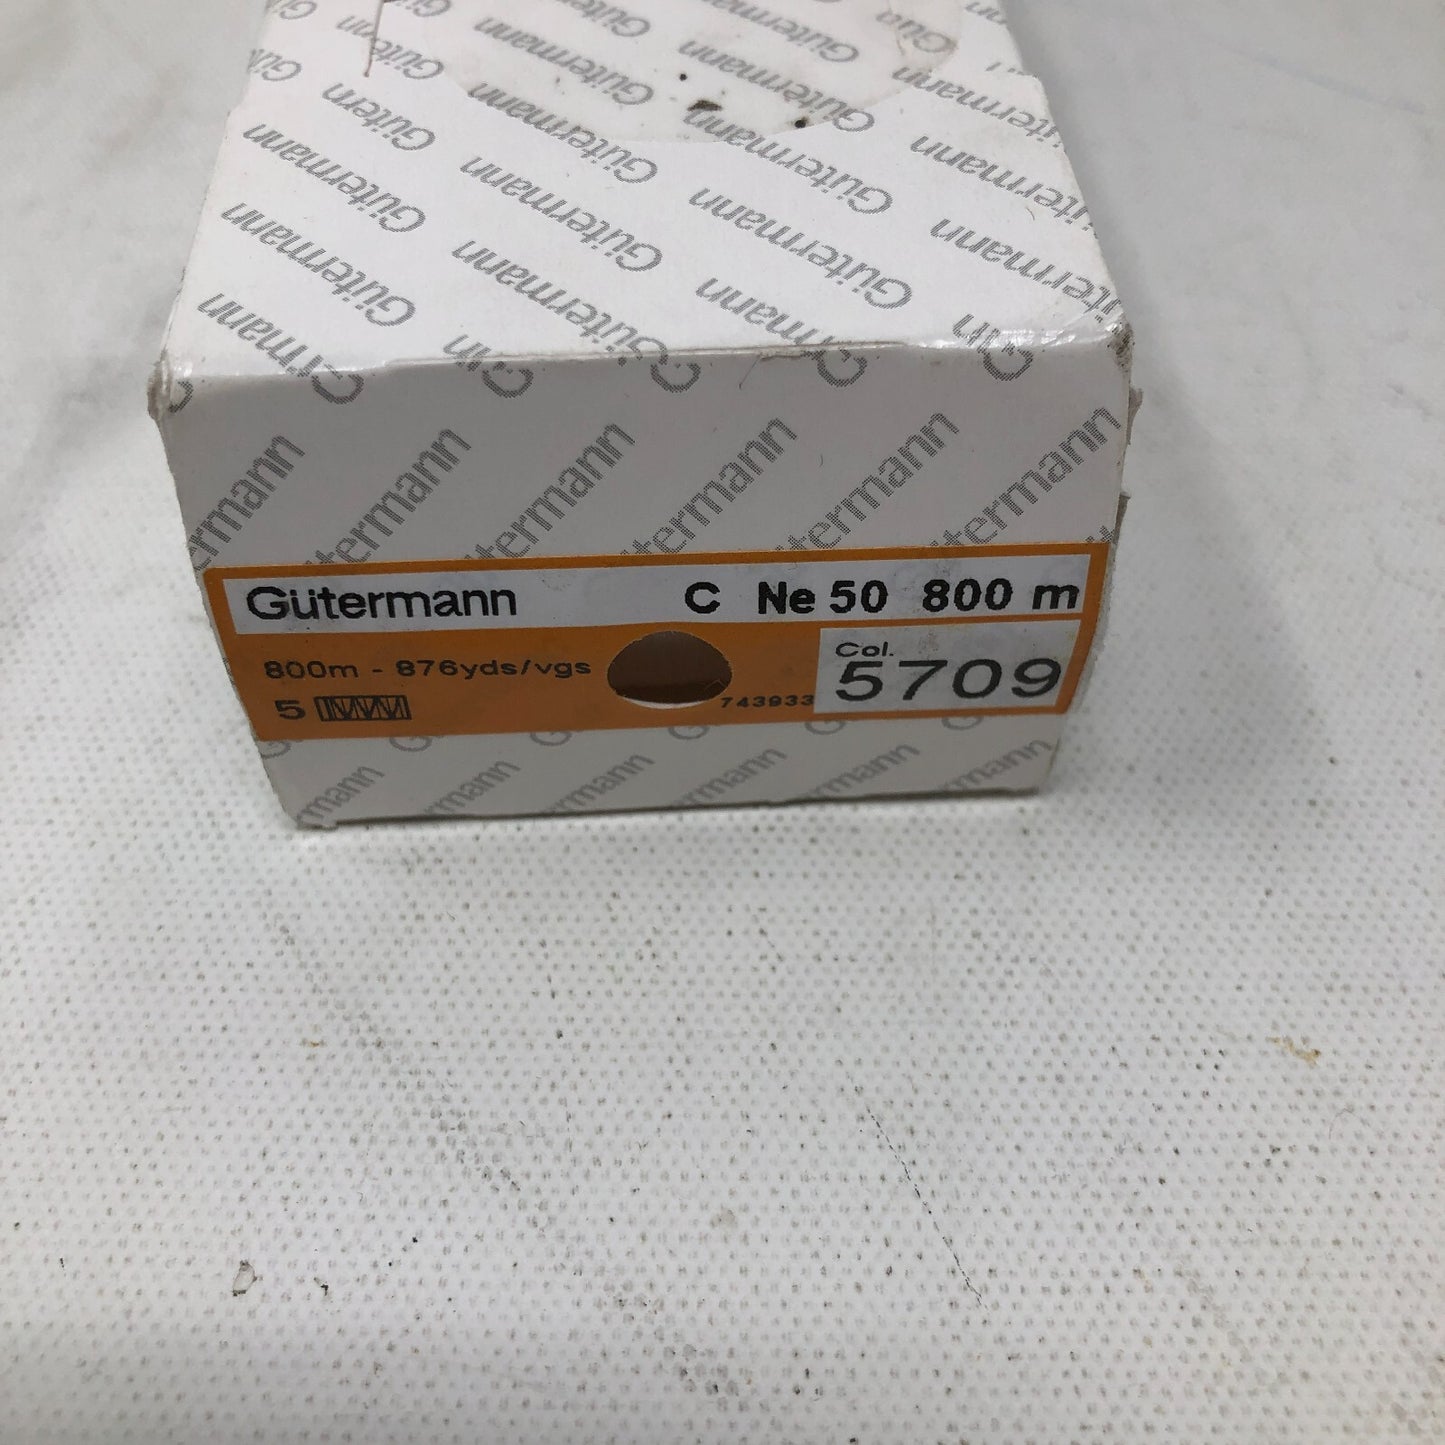 Gütermann
C Ne 50 800 m
800m - 876yds/vgs
5
743933
Col.
5709